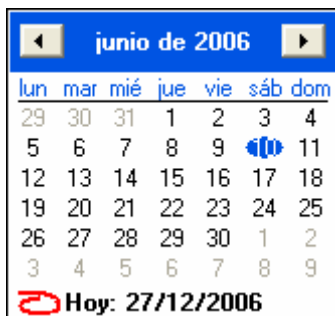 junio de 2006
lun mar mié jue vie sáb dom
29 30 31 1 2 3 4
5 6 7 8 9 11
12 13 14 15 16 17 18
19 20 21 22 23 24 25
26 27 28 29 30 1 2
3 4 5 6 7 8 9
Hoy: 27/12/2006